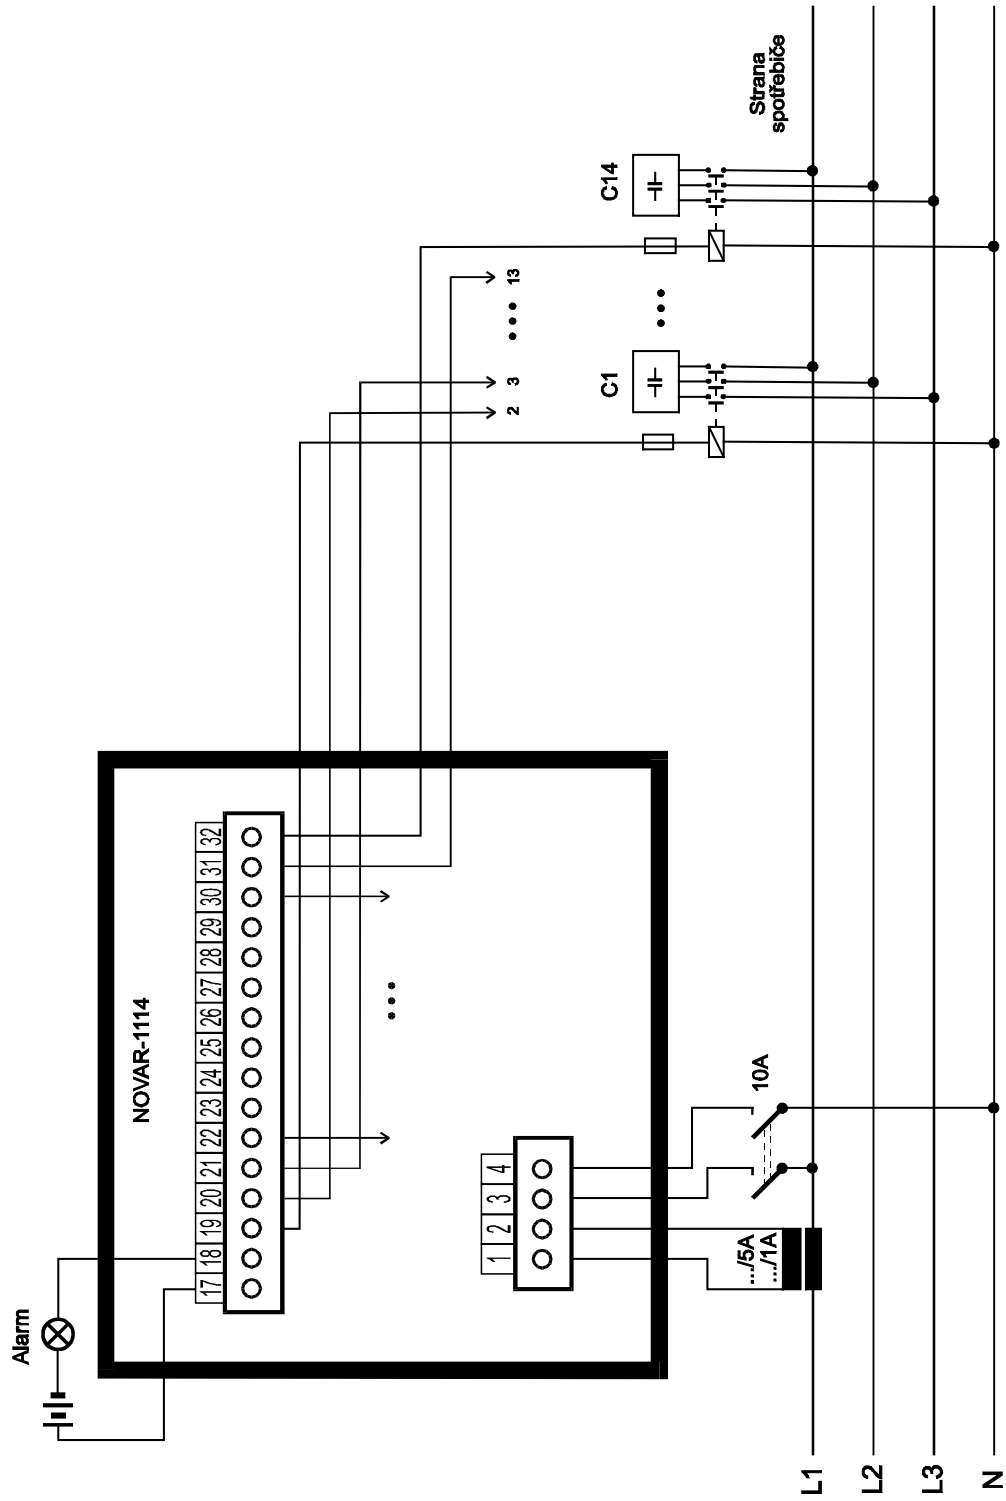 Alarm
NOVAR-1114
17 18 19 20 21 22 23 24 25 26 27 28 29 30 31 32
1 2 3 4
.../5A
.../1A
10A
2 3 13
C1
C14
Strana
spotřebiče
L1
L2
L3
N